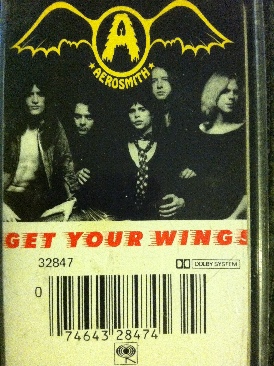 A
★AEROSMITH★
GET YOUR WINGS
32847
DOLBY SYSTEM
0
74643 28474